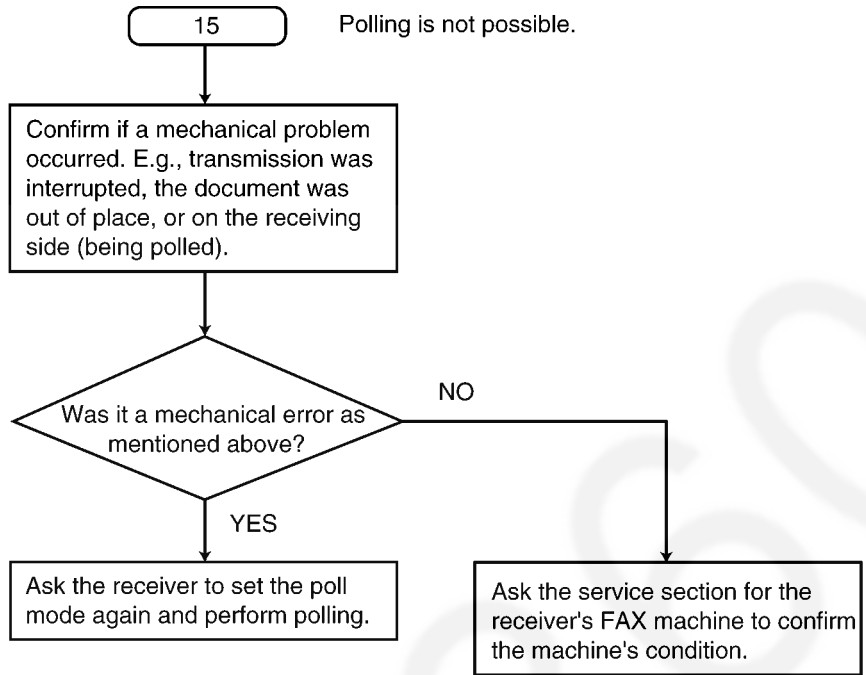 15
Polling is not possible.
Confirm if a mechanical problem
occurred. E.g., transmission was
interrupted, the document was
out of place, or on the receiving
side (being polled).
Was it a mechanical error as
mentioned above?
NO
YES
Ask the receiver to set the poll
mode again and perform polling.
Ask the service section for the
receiver's FAX machine to confirm
the machine's condition.